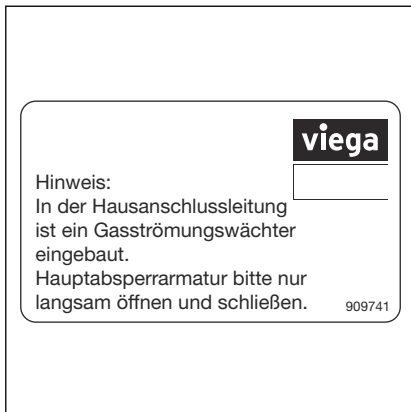 viega
Hinweis:
In der Hausanschlussleitung
ist ein Gasströmungswächter
eingebaut.
Hauptabsperrarmatur bitte nur
langsam öffnen und schließen.
909741